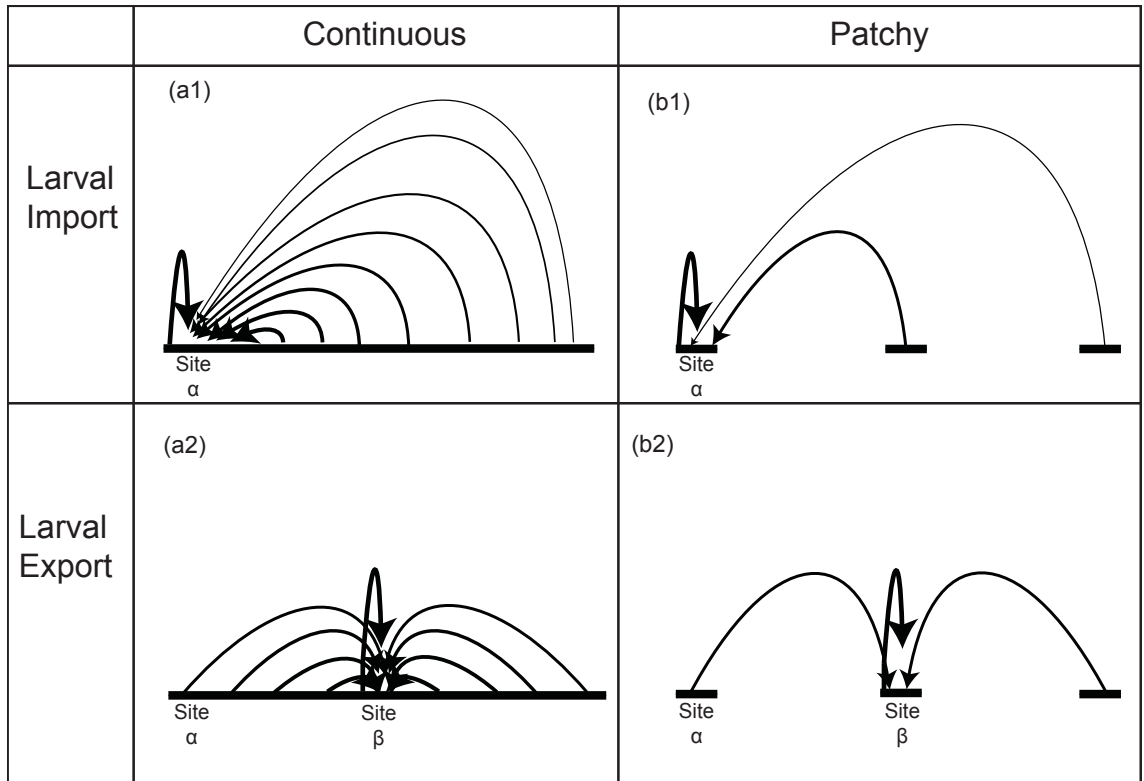 Continuous
Patchy
Larval
Import
(a1)
Site
α
(b1)
Site
α
Larval
Export
(a2)
Site
α
Site
β
(b2)
Site
α
Site
β